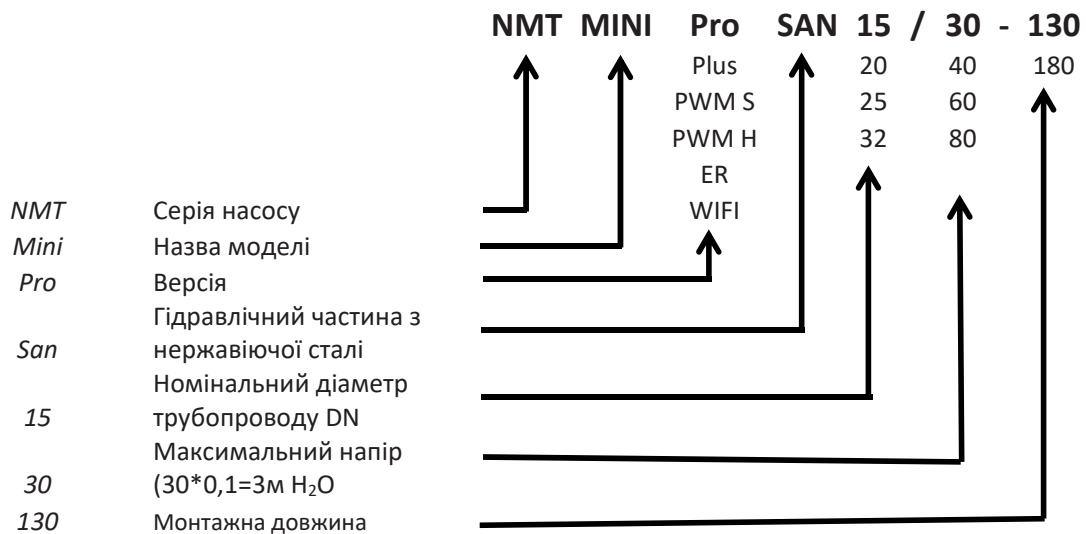 NMT MINI Pro SAN 15 / 30 - 130
Plus 20 40 180
PWM S 25 60
PWM H 32 80
ER
NMT Серія насосу WIFI
Mini Назва моделі
Pro Версія
Гідравлічний частина з
San нержавіючої сталі
Номінальний діаметр
15 трубопроводу DN
Максимальний напір
30 (30*0,1=3м H₂O
130 Монтажна довжина